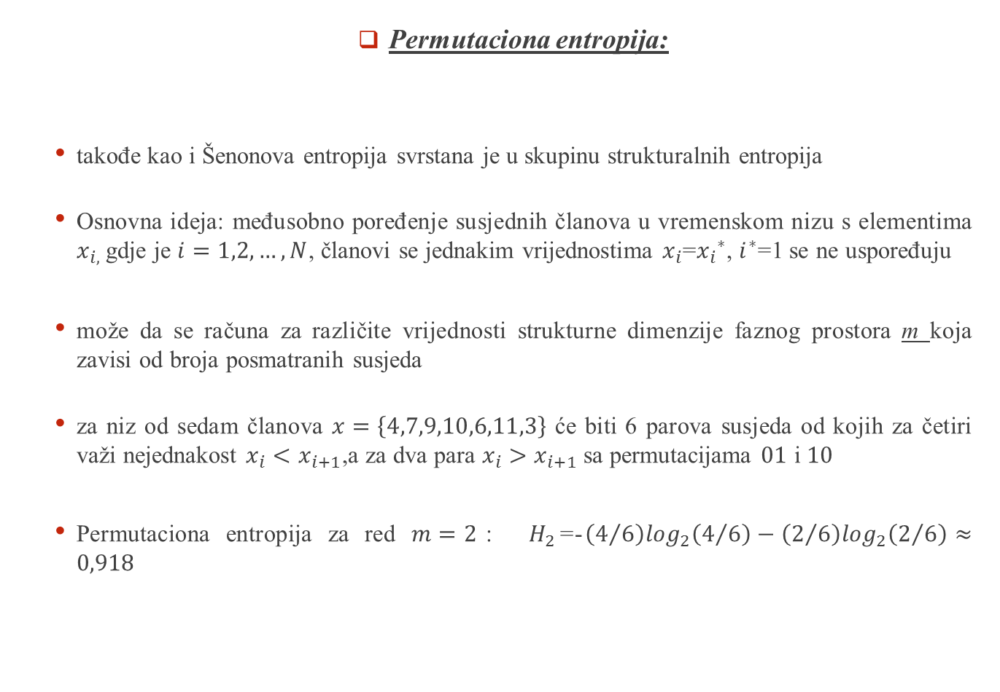 ❑ Permutaciona entropija:
• takođe kao i Šenonova entropija svrstana je u skupinu strukturalnih entropija
• Osnovna ideja: međusobno poređenje susjednih članova u vremenskom nizu s elementima
x_i, gdje je i = 1,2, … , N, članovi se jednakim vrijednostima x_i=x_i*, i*=1 se ne uspoređuju
• može da se računa za različite vrijednosti strukturne dimenzije faznog prostora m koja
zavisi od broja posmatranih susjeda
• za niz od sedam članova x = {4,7,9,10,6,11,3} će biti 6 parova susjeda od kojih za četiri
važi nejednakost x_i < x_{i+1},a za dva para x_i > x_{i+1} sa permutacijama 01 i 10
• Permutaciona entropija za red m = 2 : H_2 =-(4/6)log_2(4/6) − (2/6)log_2(2/6) ≈
0,918